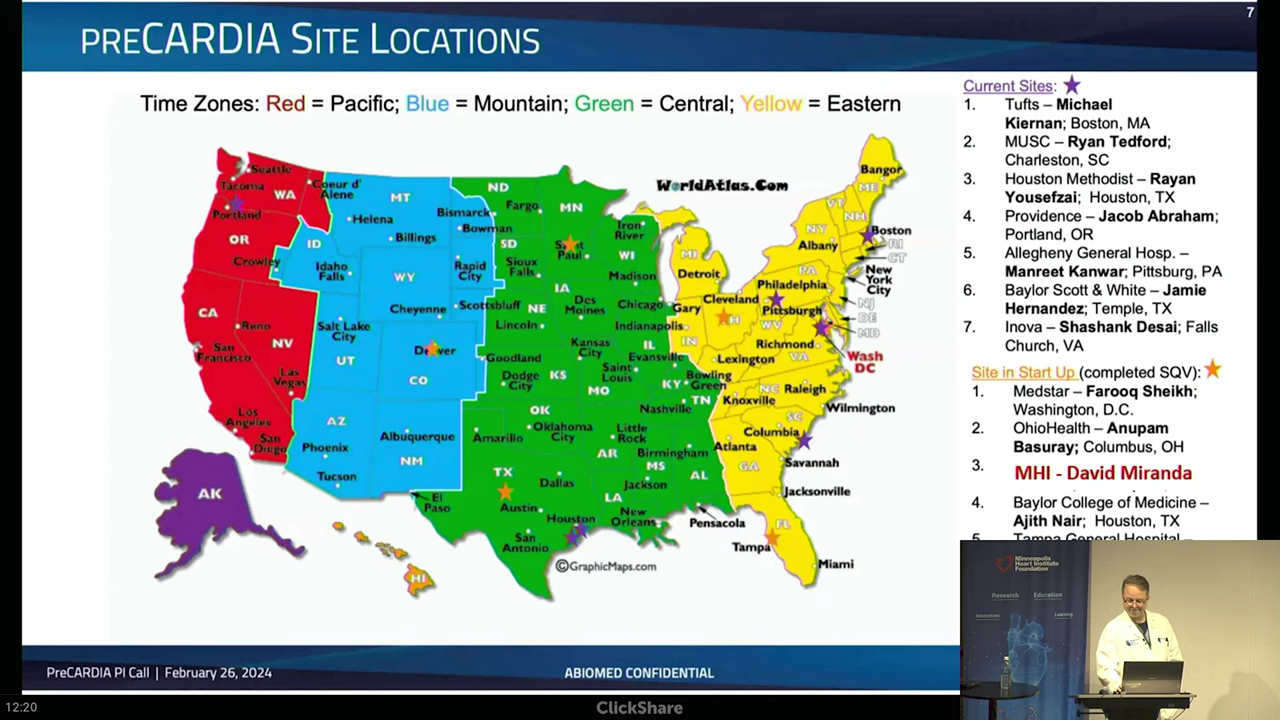 7
PRECARDIA SITE LOCATIONS
Time Zones: Red = Pacific; Blue = Mountain; Green = Central; Yellow = Eastern
WorldAtlas.Com
Seattle
Tacoma
WA
Coeur d'
Alene
Portland
OR
Crowley
ID
Idaho
Falls
MT
Helena
Billings
WY
Cheyenne
CA
Reno
NV
San
Francisco
Las
Vegas
Los
Angeles
San
Diego
Salt Lake
City
UT
Denver
CO
AZ
Phoenix
Tucson
Albuquerque
NM
El
Paso
ND
Bismarck
Fargo
Bowman
SD
Rapid
City
Sioux
Falls
Scottsbluff
NE
Lincoln
MN
Saint
Paul
Iron
River
WI
Madison
IA
Des
Moines
Chicago
Gary
Indianapolis
IN
Goodland
Dodge
City
KS
Kansas
City
IL
Saint
Louis
Evansville
MO
KY
Bowling
Green
TN
Nashville
OK
Oklahoma
City
Amarillo
Little
Rock
AR
Birmingham
MS
AL
Jackson
TX
Dallas
Austin
Houston
San
Antonio
LA
New
Orleans
Pensacola
MI
Detroit
Cleveland
H
Pittsburgh
Philadelphia
PA
NY
Albany
VT
NH
ME
Bangor
Boston
RI
CT
New
York
City
NJ
DE
MD
WV
Richmond
VA
Wash
DC
Lexington
Knoxville
NC
Raleigh
Wilmington
SC
Columbia
Atlanta
GA
Savannah
Jacksonville
FL
Tampa
Miami
AK
HI
©GraphicMaps.com
Current Sites:
1. Tufts – Michael
Kiernan; Boston, MA
2. MUSC – Ryan Tedford;
Charleston, SC
3. Houston Methodist – Rayan
Yousefzai; Houston, TX
4. Providence – Jacob Abraham;
Portland, OR
5. Allegheny General Hosp. –
Manreet Kanwar; Pittsburg, PA
6. Baylor Scott & White – Jamie
Hernandez; Temple, TX
7. Inova – Shashank Desai; Falls
Church, VA
Site in Start Up (completed SQV):
1. Medstar – Farooq Sheikh;
Washington, D.C.
2. OhioHealth – Anupam
Basuray; Columbus, OH
3. MHI - David Miranda
4. Baylor College of Medicine –
Ajith Nair; Houston, TX
5. Tampa General Hospital –
Minneapolis
Heart Institute
Foundation
Research Education
Innovation Learning
PreCARDIA PI Call | February 26, 2024
ABIOMED CONFIDENTIAL
12:20
ClickShare